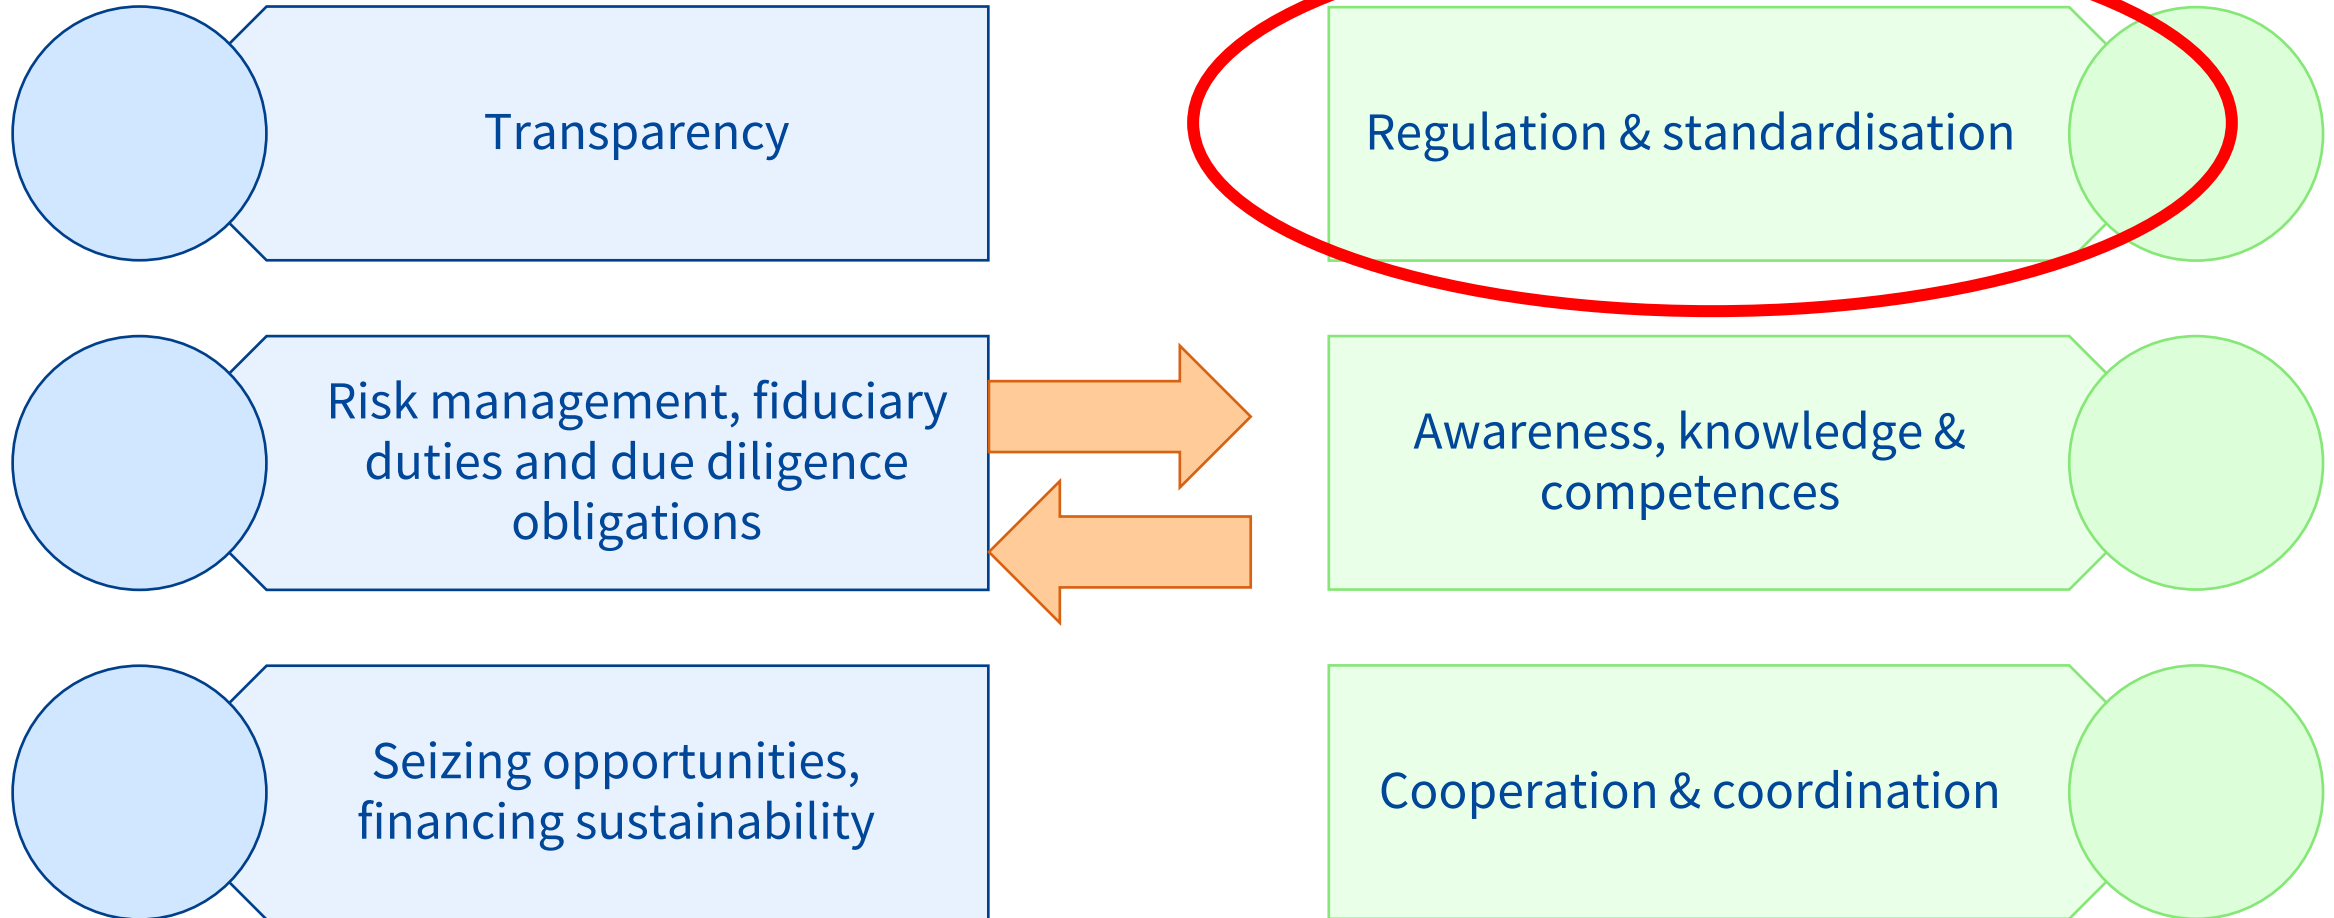 Transparency
Regulation & standardisation
Risk management, fiduciary
duties and due diligence
obligations
Awareness, knowledge &
competences
Seizing opportunities,
financing sustainability
Cooperation & coordination